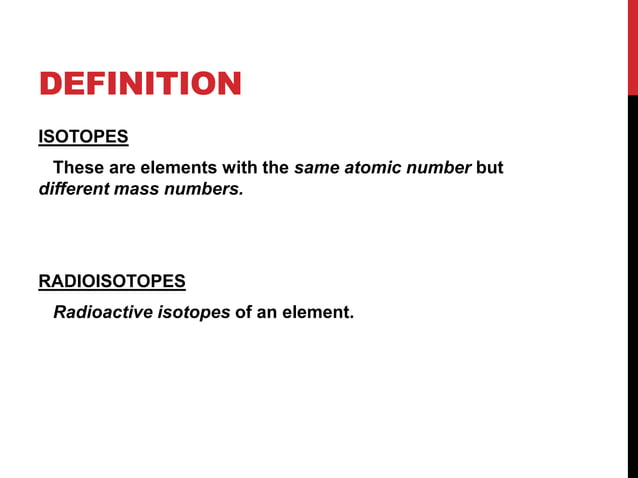 DEFINITION
ISOTOPES
These are elements with the same atomic number but
different mass numbers.
RADIOISOTOPES
Radioactive isotopes of an element.